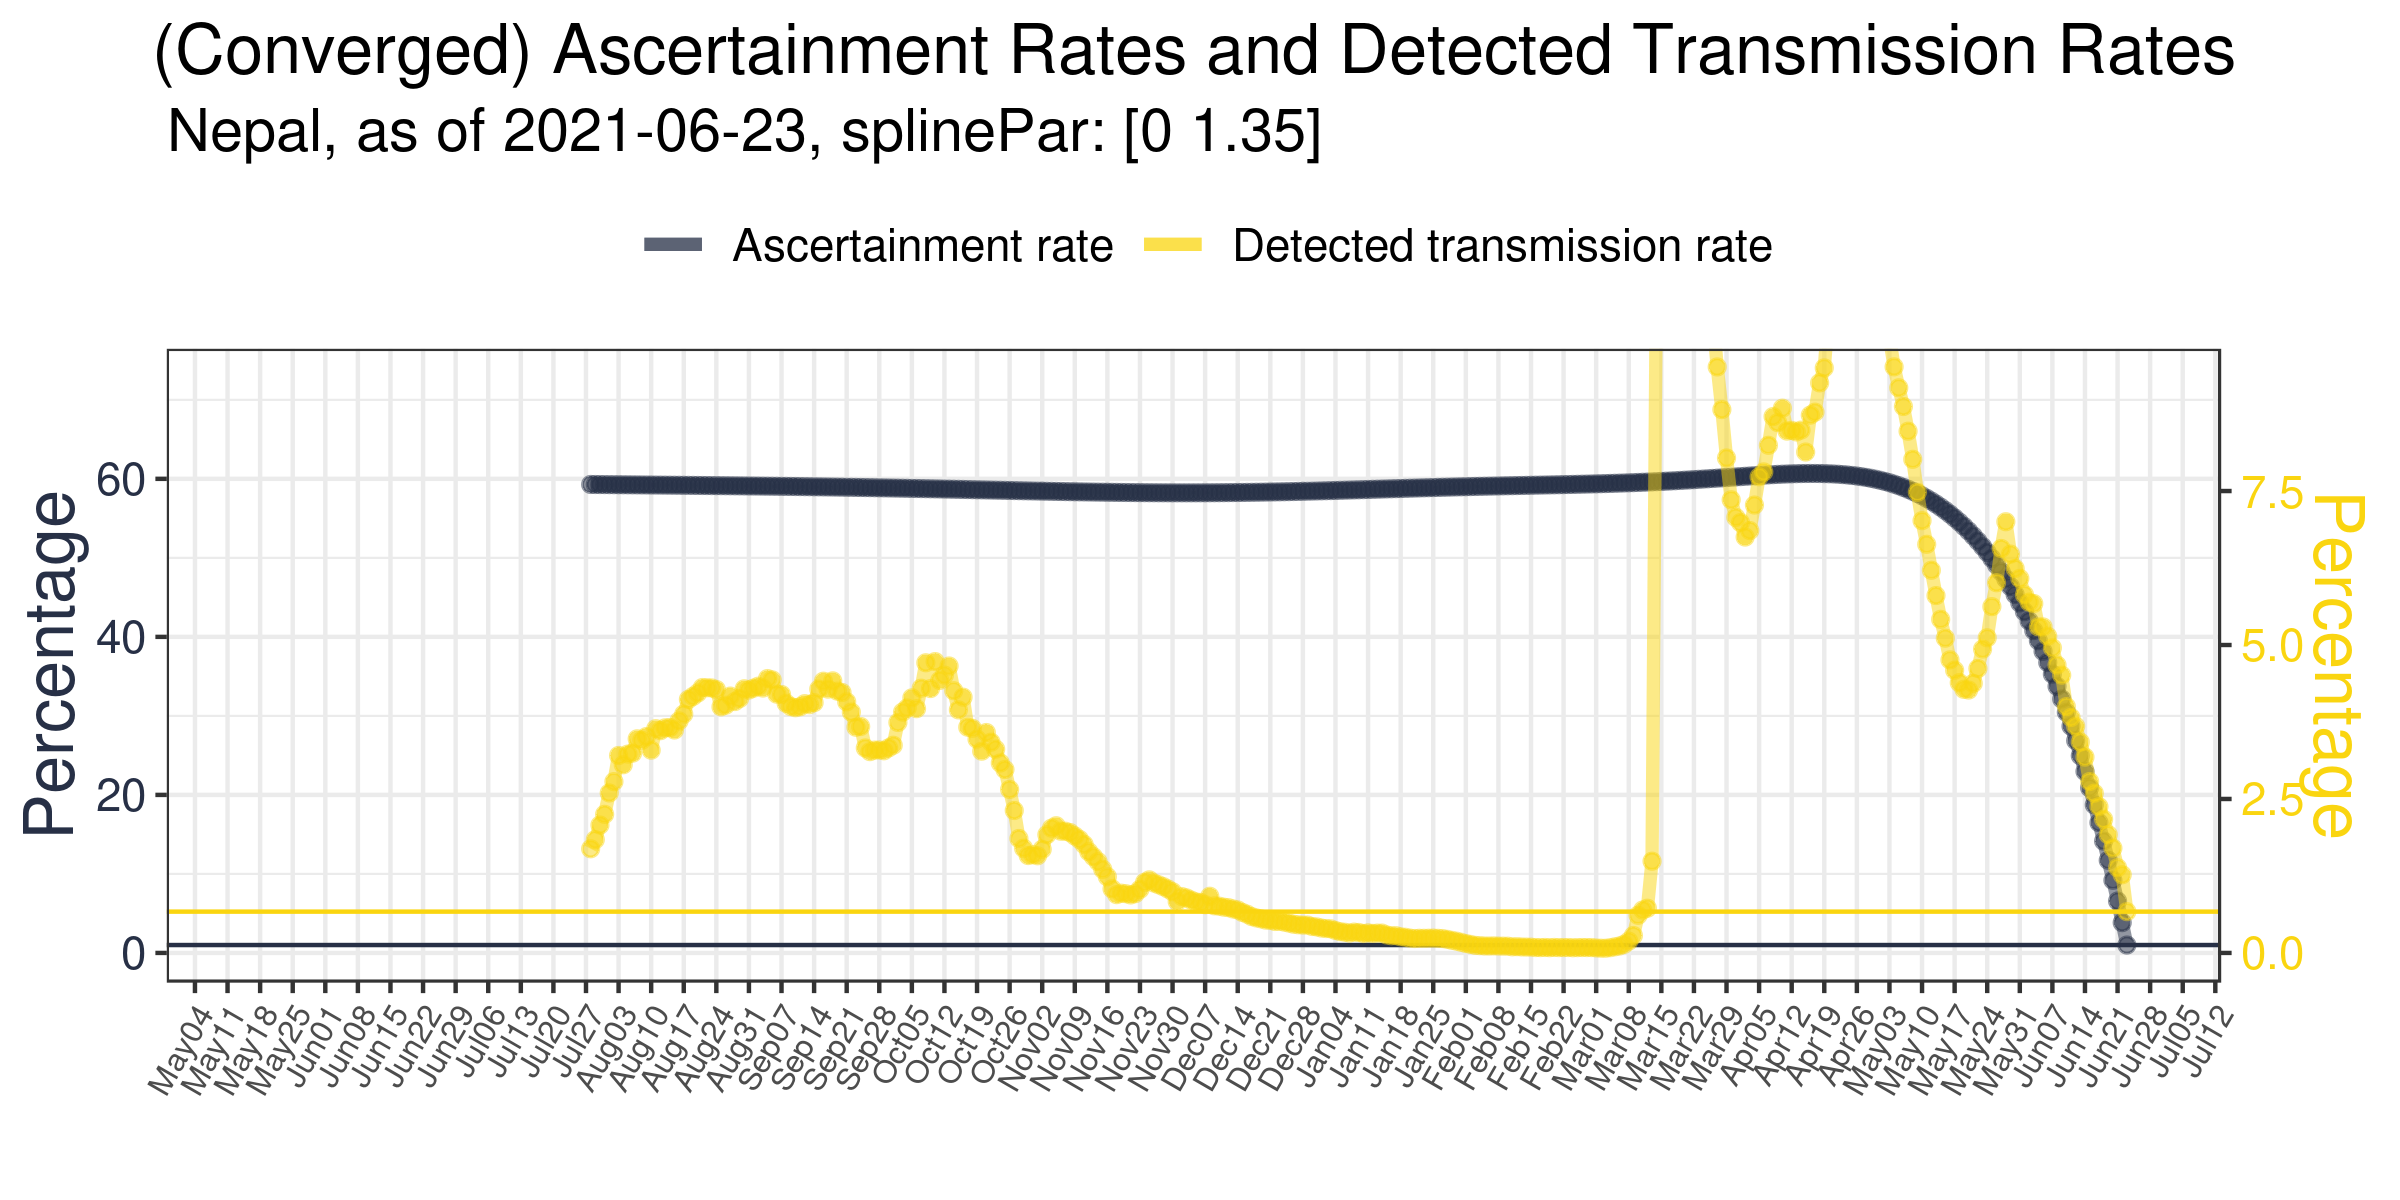 (Converged) Ascertainment Rates and Detected Transmission Rates
Nepal, as of 2021-06-23, splinePar: [0 1.35]
Ascertainment rate
Detected transmission rate
Percentage
60
40
20
0
7.5
5.0
2.5
0.0
Percentage
May04
May11
May18
May25
Jun01
Jun08
Jun15
Jun22
Jun29
Jul06
Jul13
Jul20
Jul27
Aug03
Aug10
Aug17
Aug24
Aug31
Sep07
Sep14
Sep21
Sep28
Oct05
Oct12
Oct19
Oct26
Nov02
Nov09
Nov16
Nov23
Nov30
Dec07
Dec14
Dec21
Dec28
Jan04
Jan11
Jan18
Jan25
Feb01
Feb08
Feb15
Feb22
Mar01
Mar08
Mar15
Mar22
Mar29
Apr05
Apr12
Apr19
Apr26
May03
May10
May17
May24
May31
Jun07
Jun14
Jun21
Jun28
Jul05
Jul12